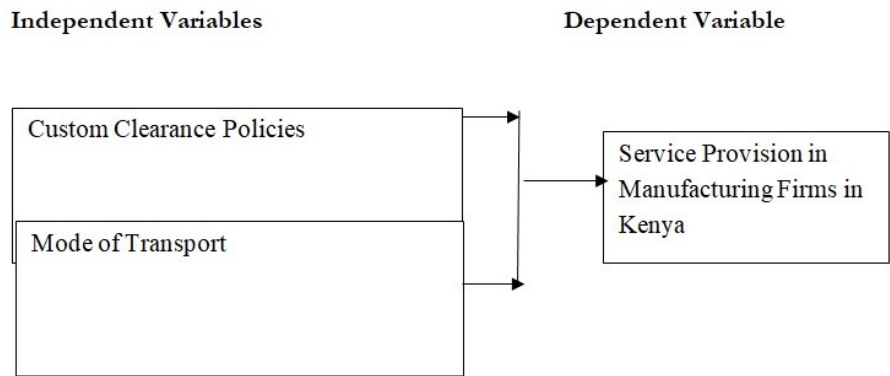 Independent Variables
Dependent Variable
Custom Clearance Policies
Mode of Transport
Service Provision in
Manufacturing Firms in
Kenya